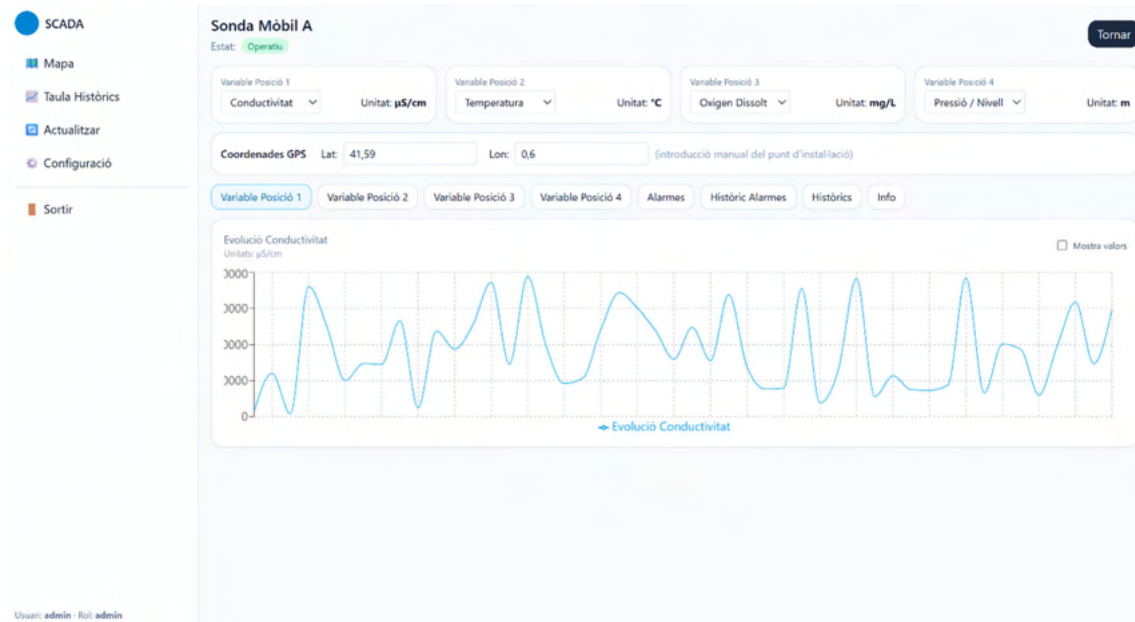 SCADA
Mapa
Taula Històrics
Actualitzar
Configuració
Sortir
Usuari: admin · Rol: admin
Sonda Mòbil A
Estat: Operatiu
Tornar
Variable Posició 1
Conductivitat Unitat: µS/cm
Variable Posició 2
Temperatura Unitat: °C
Variable Posició 3
Oxigen Dissolt Unitat: mg/L
Variable Posició 4
Pressió / Nivell Unitat: m
Coordenades GPS Lat: 41,59 Lon: 0,6 (introducció manual del punt d'instal·lació)
Variable Posició 1 Variable Posició 2 Variable Posició 3 Variable Posició 4 Alarmes Històric Alarmes Històrics Info
Evolució Conductivitat
Unitats: µS/cm
Mostra valors
0000
0000
0000
0000
0
Evolució Conductivitat